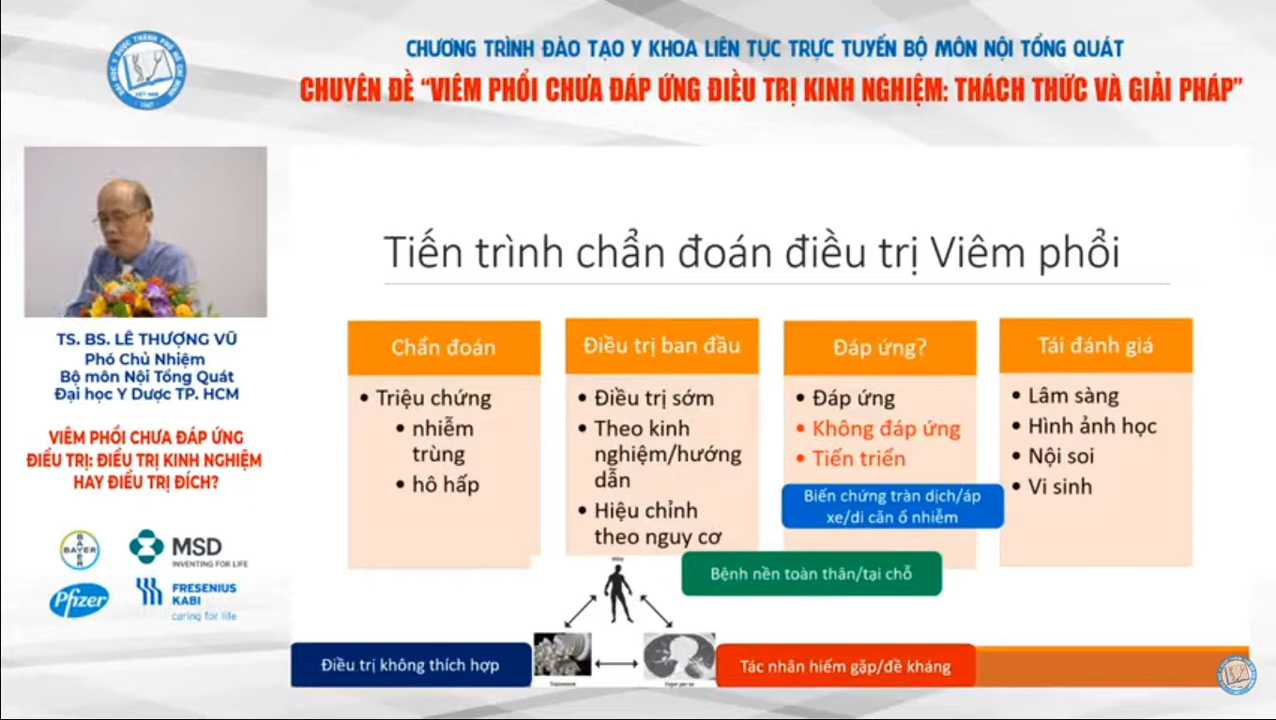 CHƯƠNG TRÌNH ĐÀO TẠO Y KHOA LIÊN TỤC TRỰC TUYẾN BỘ MÔN NỘI TỔNG QUÁT
CHUYÊN ĐỀ “VIÊM PHỔI CHƯA ĐÁP ỨNG ĐIỀU TRỊ KINH NGHIỆM: THÁCH THỨC VÀ GIẢI PHÁP”
TS. BS. LÊ THƯỢNG VŨ
Phó Chủ Nhiệm
Bộ môn Nội Tổng Quát
Đại học Y Dược TP. HCM
VIÊM PHỔI CHƯA ĐÁP ỨNG
ĐIỀU TRỊ: ĐIỀU TRỊ KINH NGHIỆM
HAY ĐIỀU TRỊ ĐÍCH?
BAYER
MSD
INVENTING FOR LIFE
Pfizer
FRESENIUS
KABI
caring for life
Tiến trình chẩn đoán điều trị Viêm phổi
Chẩn đoán
• Triệu chứng
• nhiễm
trùng
• hô hấp
Điều trị ban đầu
• Điều trị sớm
• Theo kinh
nghiệm/hướng
dẫn
• Hiệu chỉnh
theo nguy cơ
Đáp ứng?
• Đáp ứng
• Không đáp ứng
• Tiến triển
Biến chứng tràn dịch/áp
xe/di căn ổ nhiễm
Tái đánh giá
• Lâm sàng
• Hình ảnh học
• Nội soi
• Vi sinh
Bệnh nền toàn thân/tại chỗ
Điều trị không thích hợp
Tác nhân hiếm gặp/đề kháng